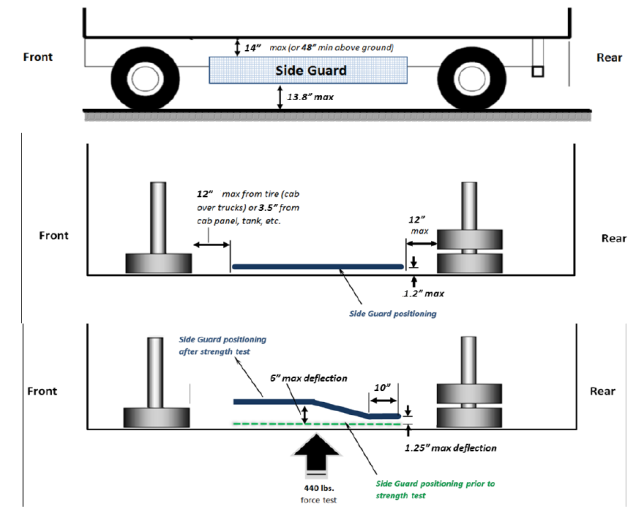 14" max (or 48" min above ground)
Front
Rear
Side Guard
13.8" max
12" max from tire (cab
over trucks) or 3.5" from
cab panel, tank, etc.
12"
max
Front
Rear
1.2" max
Side Guard positioning
Side Guard positioning
after strength test
6" max deflection
10"
Front
Rear
1.25" max deflection
440 lbs.
force test
Side Guard positioning prior to
strength test